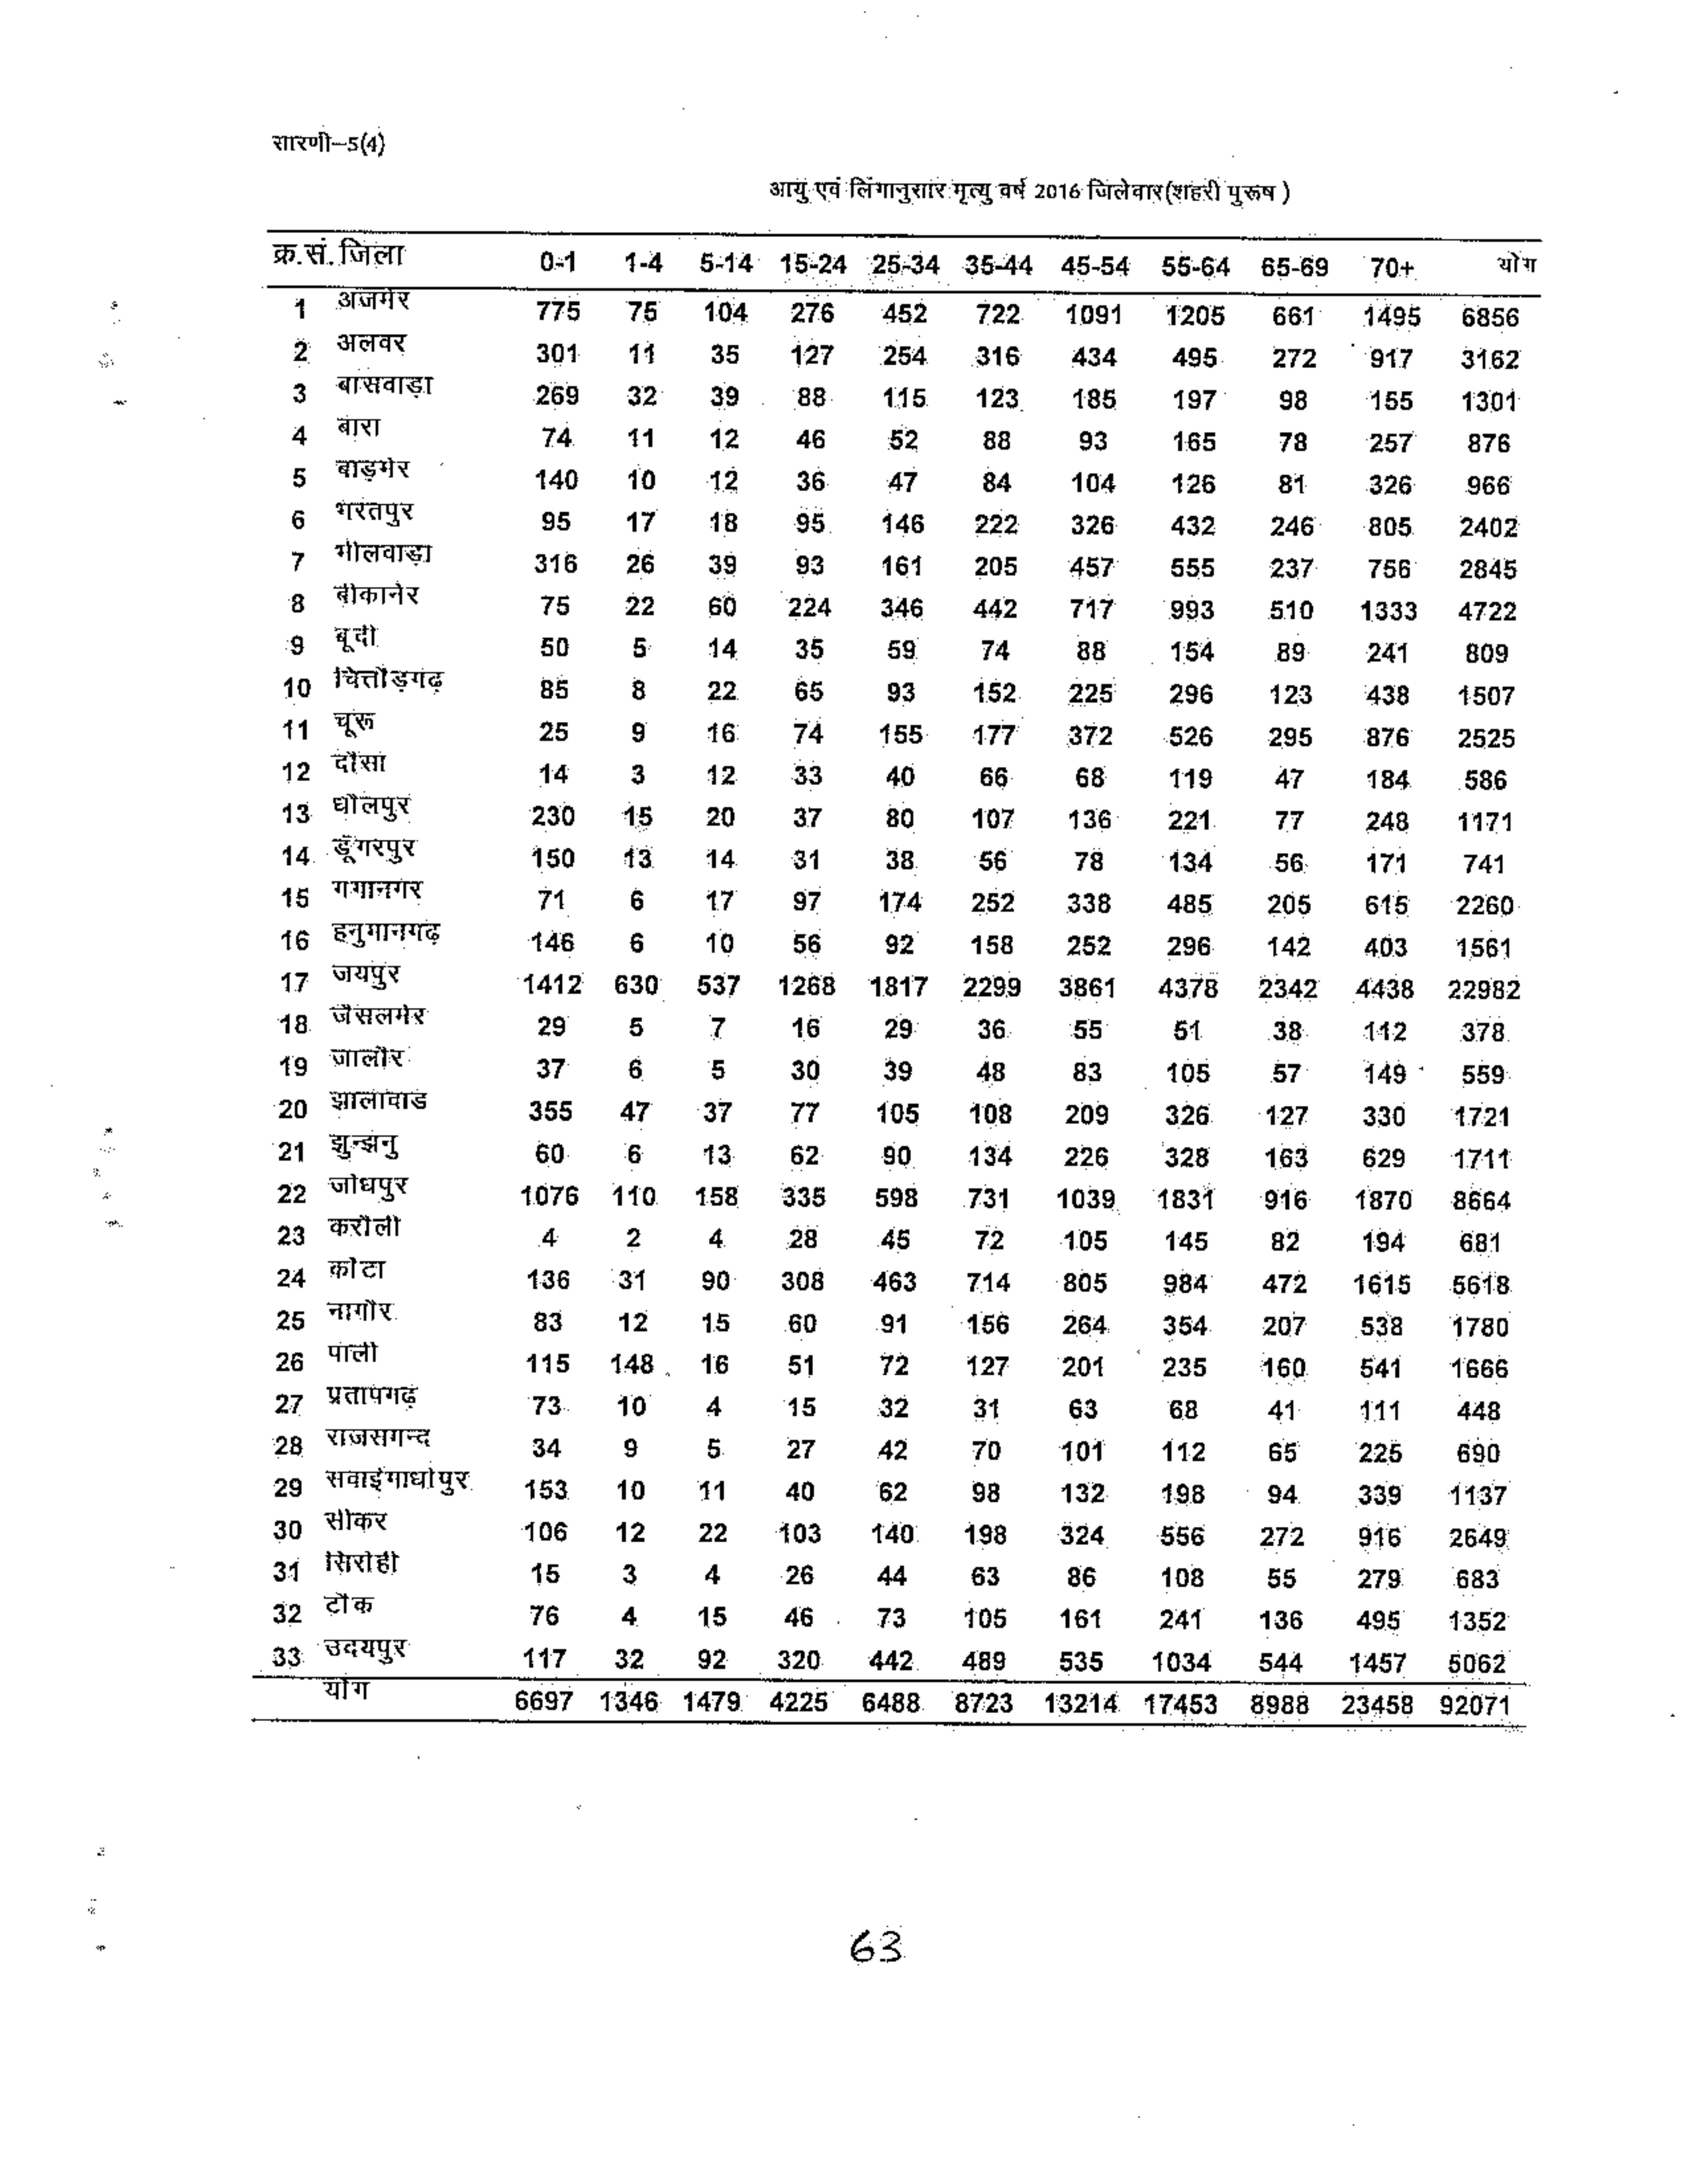 सारणी–5(4)
आयु एवं लिंगानुसार मृत्यु वर्ष 2016 जिलेवार(शहरी पुरूष )
क्र.सं. जिला 0-1 1-4 5-14 15-24 25-34 35-44 45-54 55-64 65-69 70+ योग
1 अजमेर 775 75 104 276 452 722 1091 1205 661 1495 6856
2 अलवर 301 11 35 127 254 316 434 495 272 917 3162
3 बासवाड़ा 269 32 39 88 115 123 185 197 98 155 1301
4 बारा 74 11 12 46 52 88 93 165 78 257 876
5 बाड़मेर 140 10 12 36 47 84 104 126 81 326 966
6 भरतपुर 95 17 18 95 146 222 326 432 246 805 2402
7 भीलवाड़ा 316 26 39 93 161 205 457 555 237 756 2845
8 बीकानेर 75 22 60 224 346 442 717 993 510 1333 4722
9 बूदी 50 5 14 35 59 74 88 154 89 241 809
10 चित्तौड़गढ़ 85 8 22 65 93 152 225 296 123 438 1507
11 चूरू 25 9 16 74 155 177 372 526 295 876 2525
12 दौसा 14 3 12 33 40 66 68 119 47 184 586
13 धौलपुर 230 15 20 37 80 107 136 221 77 248 1171
14 डूँगरपुर 150 13 14 31 38 56 78 134 56 171 741
15 गगानगर 71 6 17 97 174 252 338 485 205 615 2260
16 हनुमानगढ़ 146 6 10 56 92 158 252 296 142 403 1561
17 जयपुर 1412 630 537 1268 1817 2299 3861 4378 2342 4438 22982
18 जैसलमेर 29 5 7 16 29 36 55 51 38 112 378
19 जालौर 37 6 5 30 39 48 83 105 57 149 559
20 झालावाड 355 47 37 77 105 108 209 326 127 330 1721
21 झुन्झनु 60 6 13 62 90 134 226 328 163 629 1711
22 जोधपुर 1076 110 158 335 598 731 1039 1831 916 1870 8664
23 करौली 4 2 4 28 45 72 105 145 82 194 681
24 कोटा 136 31 90 308 463 714 805 984 472 1615 5618
25 नागौर 83 12 15 60 91 156 264 354 207 538 1780
26 पाली 115 148 16 51 72 127 201 235 160 541 1666
27 प्रतापगढ़ 73 10 4 15 32 31 63 68 41 111 448
28 राजसमन्द 34 9 5 27 42 70 101 112 65 225 690
29 सवाईमाधोपुर 153 10 11 40 62 98 132 198 94 339 1137
30 सीकर 106 12 22 103 140 198 324 556 272 916 2649
31 सिरोही 15 3 4 26 44 63 86 108 55 279 683
32 टोंक 76 4 15 46 73 105 161 241 136 495 1352
33 उदयपुर 117 32 92 320 442 489 535 1034 544 1457 5062
योग 6697 1346 1479 4225 6488 8723 13214 17453 8988 23458 92071
63